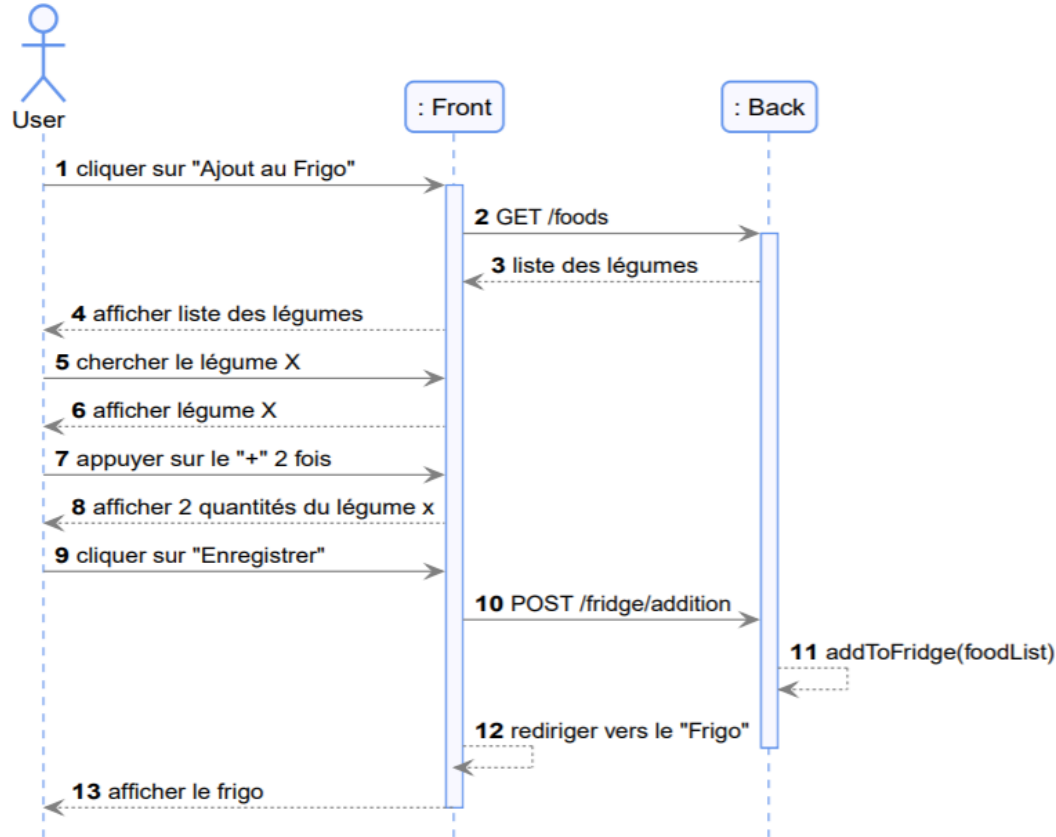 User
: Front
: Back
1 cliquer sur "Ajout au Frigo"
2 GET /foods
3 liste des légumes
4 afficher liste des légumes
5 chercher le légume X
6 afficher légume X
7 appuyer sur le "+" 2 fois
8 afficher 2 quantités du légume x
9 cliquer sur "Enregistrer"
10 POST /fridge/addition
11 addToFridge(foodList)
12 rediriger vers le "Frigo"
13 afficher le frigo